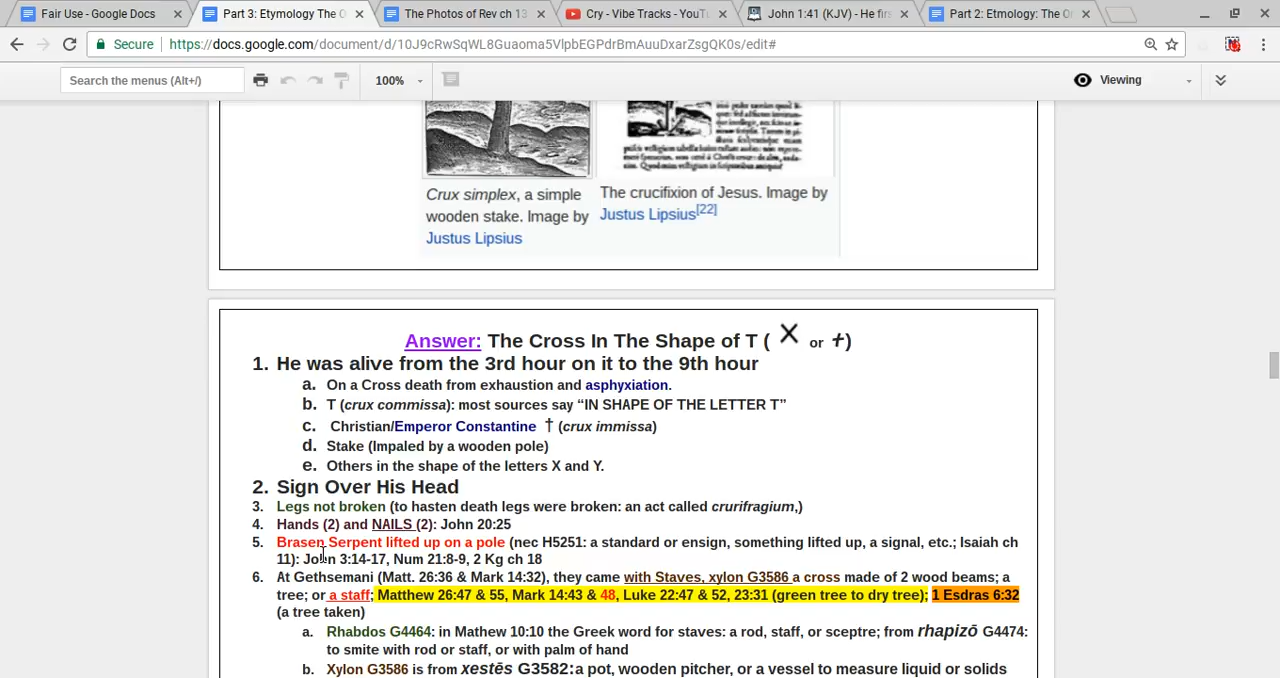 Fair Use - Google Docs
Part 3: Etymology The O
The Photos of Rev ch 13
Cry - Vibe Tracks - YouTu
John 1:41 (KJV) - He firs
Part 2: Etmology: The Or
Secure
https://docs.google.com/document/d/10J9cRwSqWL8Guaoma5VlpbEGPdrBmAuuDxarZsgQK0s/edit#
Search the menus (Alt+/)
100%
Viewing
Crux simplex, a simple
wooden stake. Image by
Justus Lipsius
The crucifixion of Jesus. Image by
Justus Lipsius[22]
Answer: The Cross In The Shape of T ( X or †)
1. He was alive from the 3rd hour on it to the 9th hour
a. On a Cross death from exhaustion and asphyxiation.
b. T (crux commissa): most sources say “IN SHAPE OF THE LETTER T”
c. Christian/Emperor Constantine † (crux immissa)
d. Stake (Impaled by a wooden pole)
e. Others in the shape of the letters X and Y.
2. Sign Over His Head
3. Legs not broken (to hasten death legs were broken: an act called crurifragium,)
4. Hands (2) and NAILS (2): John 20:25
5. Brasen Serpent lifted up on a pole (nec H5251: a standard or ensign, something lifted up, a signal, etc.; Isaiah ch
11): John 3:14-17, Num 21:8-9, 2 Kg ch 18
6. At Gethsemani (Matt. 26:36 & Mark 14:32), they came with Staves, xylon G3586 a cross made of 2 wood beams; a
tree; or a staff; Matthew 26:47 & 55, Mark 14:43 & 48, Luke 22:47 & 52, 23:31 (green tree to dry tree); 1 Esdras 6:32
(a tree taken)
a. Rhabdos G4464: in Mathew 10:10 the Greek word for staves: a rod, staff, or sceptre; from rhapizō G4474:
to smite with rod or staff, or with palm of hand
b. Xylon G3586 is from xestēs G3582: a pot, wooden pitcher, or a vessel to measure liquid or solids